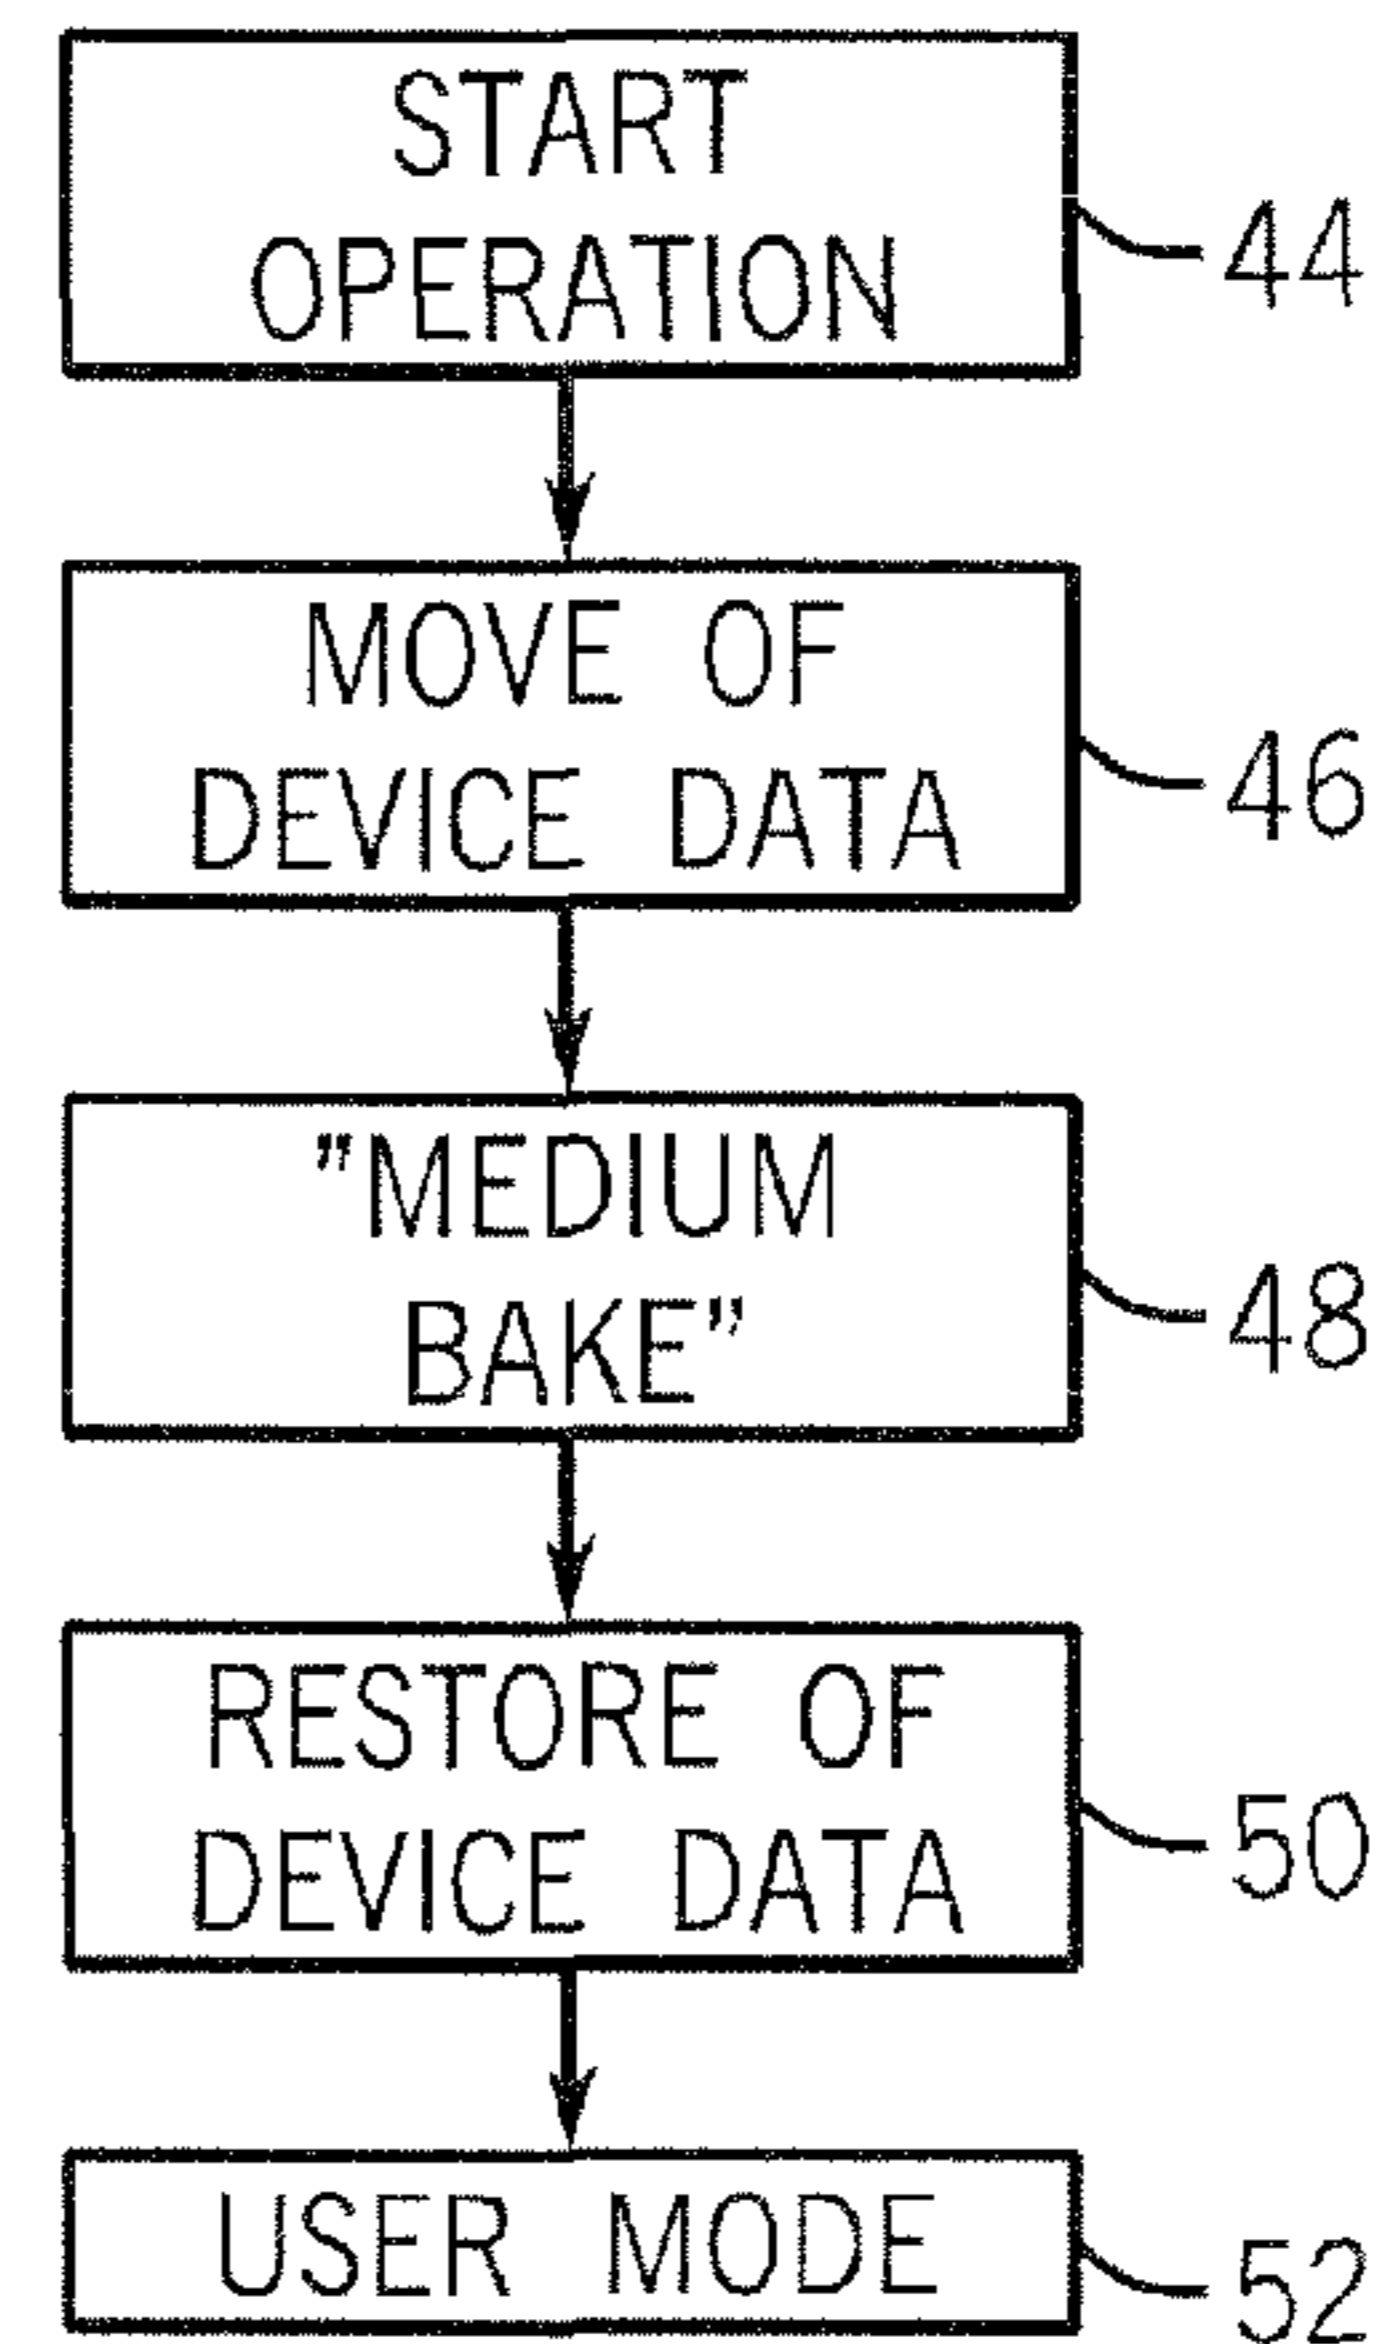 START
OPERATION
44
MOVE OF
DEVICE DATA
46
"MEDIUM
BAKE"
48
RESTORE OF
DEVICE DATA
50
USER MODE
52